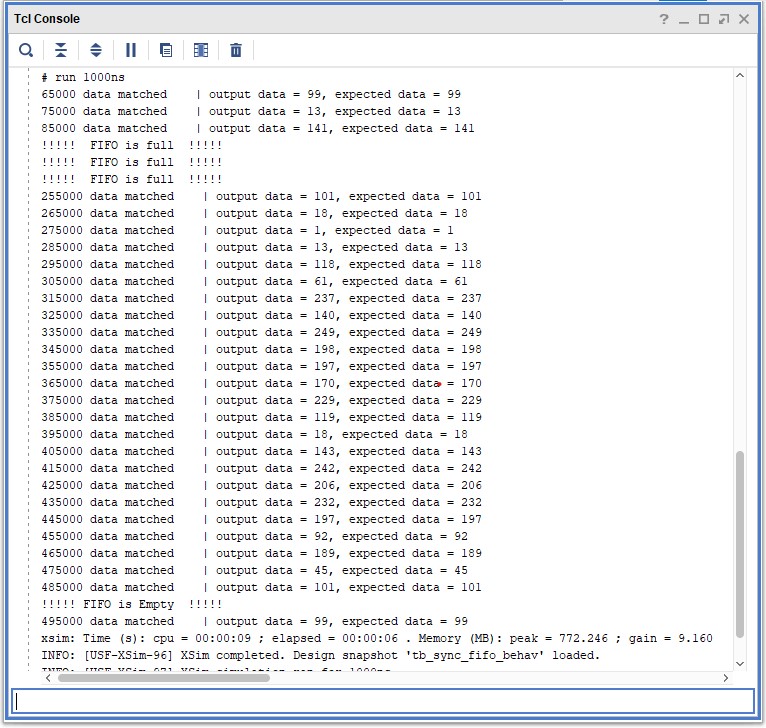 Tcl Console
# run 1000ns
65000 data matched    | output data = 99, expected data = 99
75000 data matched    | output data = 13, expected data = 13
85000 data matched    | output data = 141, expected data = 141
!!!!!  FIFO is full  !!!!!
!!!!!  FIFO is full  !!!!!
!!!!!  FIFO is full  !!!!!
255000 data matched    | output data = 101, expected data = 101
265000 data matched    | output data = 18, expected data = 18
275000 data matched    | output data = 1, expected data = 1
285000 data matched    | output data = 13, expected data = 13
295000 data matched    | output data = 118, expected data = 118
305000 data matched    | output data = 61, expected data = 61
315000 data matched    | output data = 237, expected data = 237
325000 data matched    | output data = 140, expected data = 140
335000 data matched    | output data = 249, expected data = 249
345000 data matched    | output data = 198, expected data = 198
355000 data matched    | output data = 197, expected data = 197
365000 data matched    | output data = 170, expected data = 170
375000 data matched    | output data = 229, expected data = 229
385000 data matched    | output data = 119, expected data = 119
395000 data matched    | output data = 18, expected data = 18
405000 data matched    | output data = 143, expected data = 143
415000 data matched    | output data = 242, expected data = 242
425000 data matched    | output data = 206, expected data = 206
435000 data matched    | output data = 232, expected data = 232
445000 data matched    | output data = 197, expected data = 197
455000 data matched    | output data = 92, expected data = 92
465000 data matched    | output data = 189, expected data = 189
475000 data matched    | output data = 45, expected data = 45
485000 data matched    | output data = 101, expected data = 101
!!!!! FIFO is Empty  !!!!!
495000 data matched    | output data = 99, expected data = 99
xsim: Time (s): cpu = 00:00:09 ; elapsed = 00:00:06 . Memory (MB): peak = 772.246 ; gain = 9.160
INFO: [USF-XSim-96] XSim completed. Design snapshot 'tb_sync_fifo_behav' loaded.
INFO: [USF-XSim-97] XSim simulation ran for 1000ns